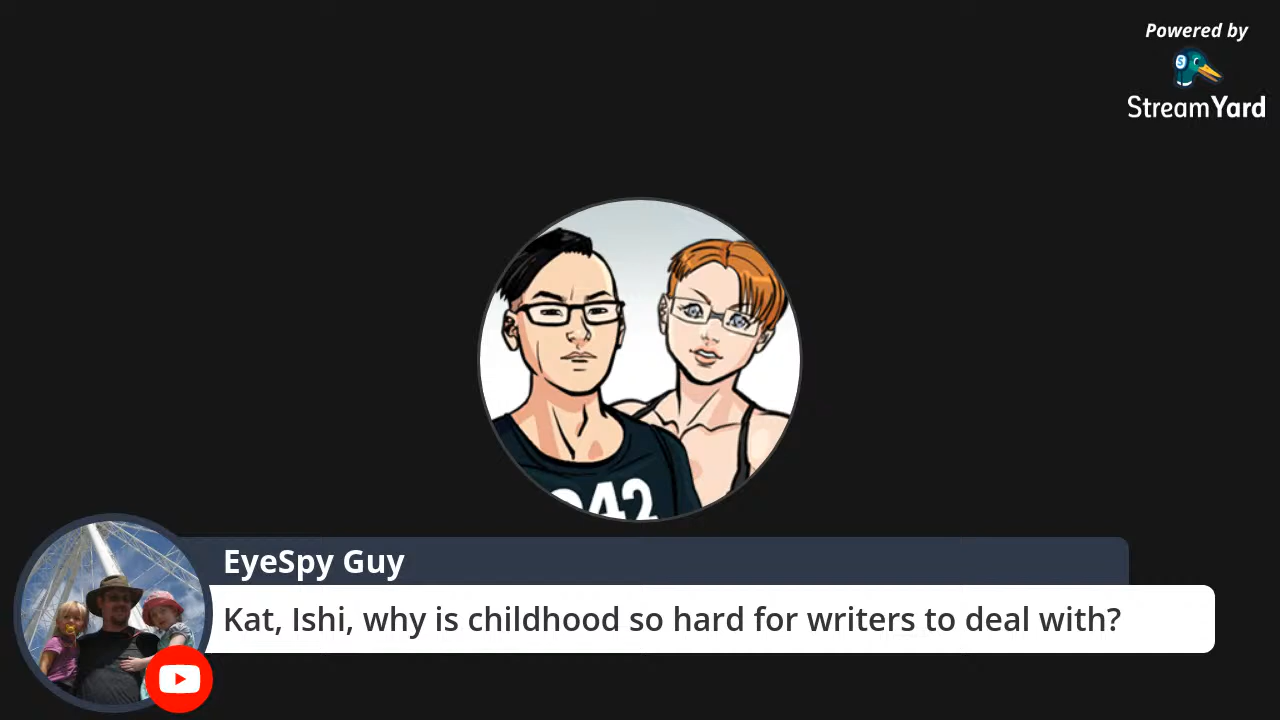 Powered by
StreamYard
EyeSpy Guy
Kat, Ishi, why is childhood so hard for writers to deal with?